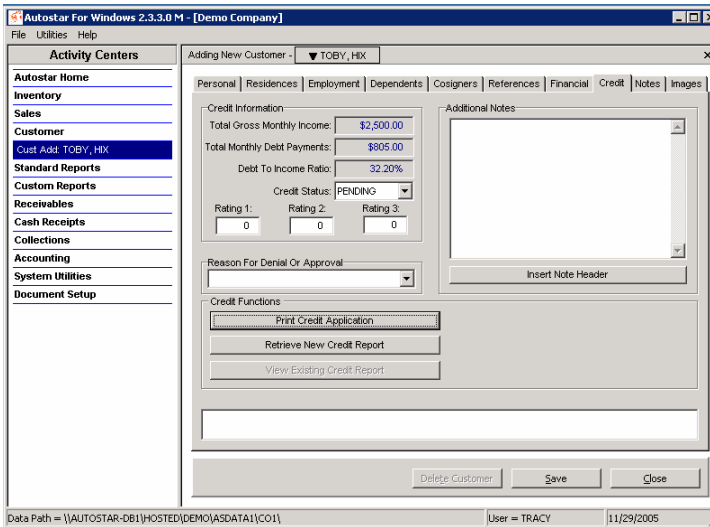 Autostar For Windows 2.3.3.0 M - [Demo Company]
File Utilities Help
Activity Centers
Adding New Customer - ▼ TOBY, HIX
Autostar Home
Inventory
Sales
Customer
Cust Add: TOBY, HIX
Standard Reports
Custom Reports
Receivables
Cash Receipts
Collections
Accounting
System Utilities
Document Setup
Personal Residences Employment Dependents Cosigners References Financial Credit Notes Images
Credit Information
Total Gross Monthly Income: $2,500.00
Total Monthly Debt Payments: $805.00
Debt To Income Ratio: 32.20%
Credit Status: PENDING
Rating 1: Rating 2: Rating 3:
0 0 0
Additional Notes
Insert Note Header
Reason For Denial Or Approval
Credit Functions
Print Credit Application
Retrieve New Credit Report
View Existing Credit Report
Delete Customer Save Close
Data Path = \\AUTOSTAR-DB1\HOSTED\DEMO\ASDATA1\CO1\ User = TRACY 11/29/2005